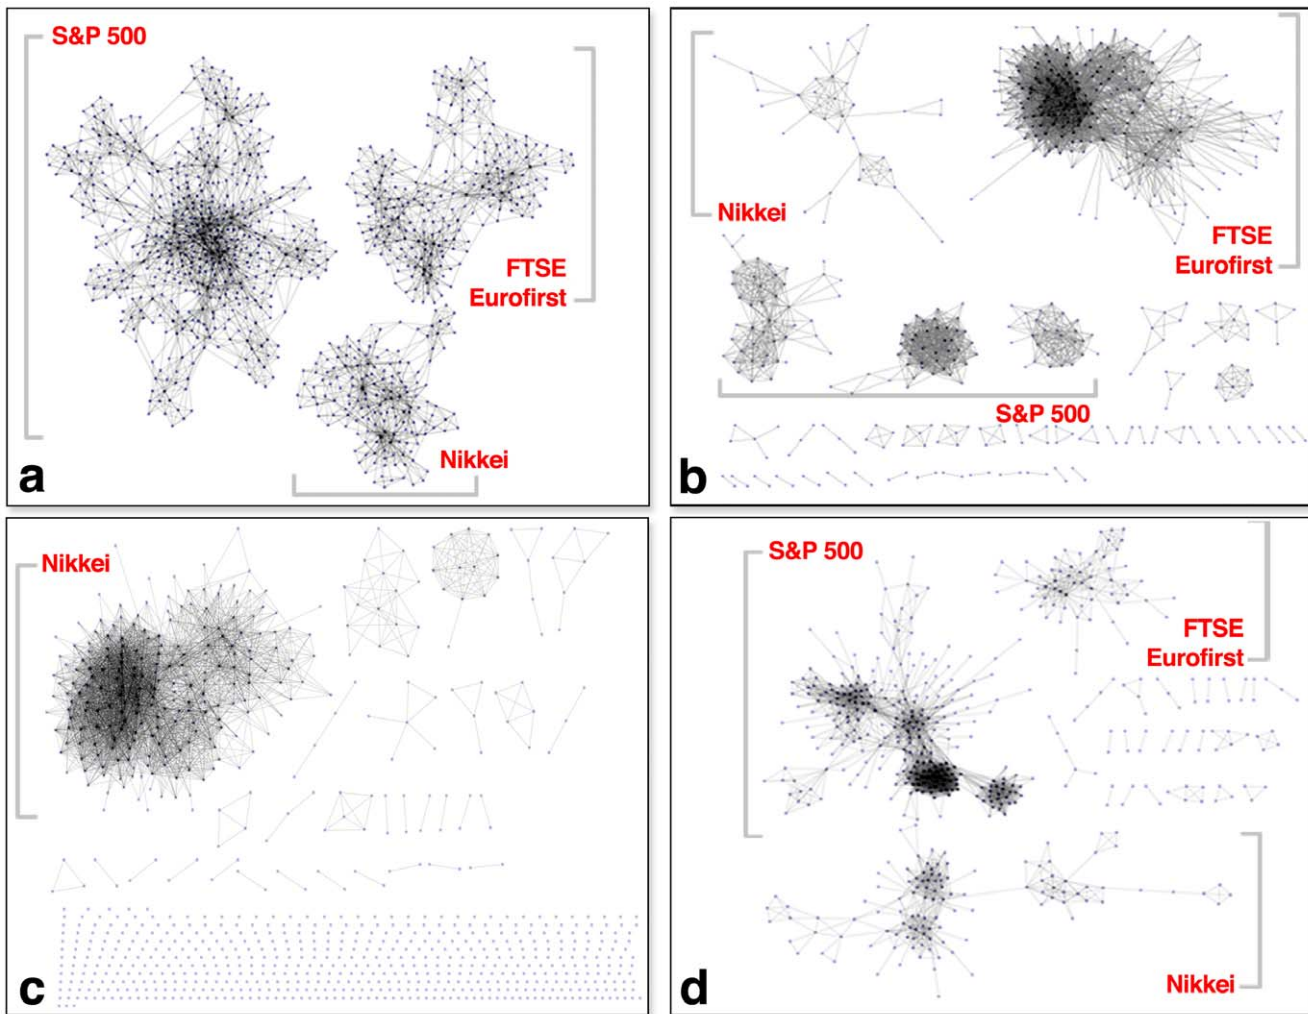 S&P 500
FTSE
Eurofirst
Nikkei
a
Nikkei
FTSE
Eurofirst
S&P 500
b
Nikkei
c
S&P 500
FTSE
Eurofirst
Nikkei
d